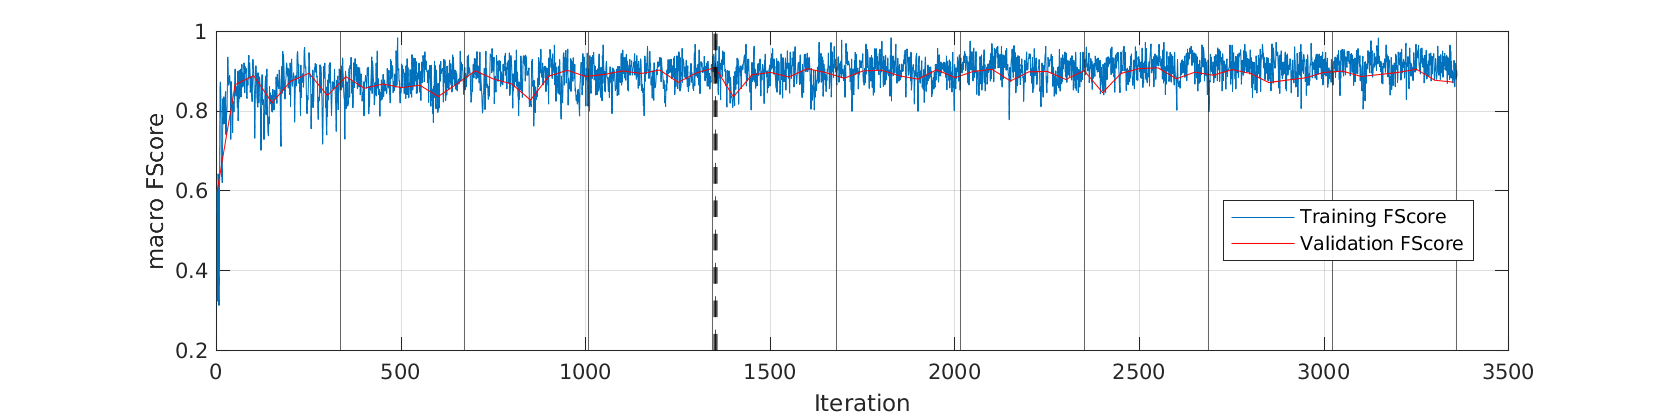 1
0.8
0.6
0.4
0.2
macro FScore
0 500 1000 1500 2000 2500 3000 3500
Iteration
Training FScore
Validation FScore